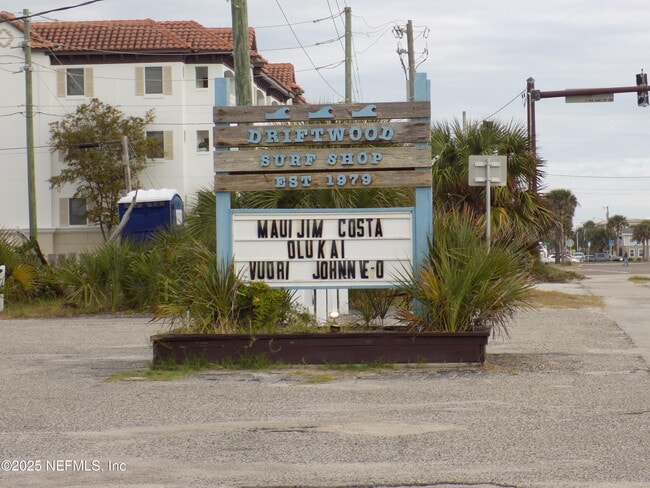 DRIFTWOOD
SURF SHOP
EST 1979
MAUI JIM COSTA
OLUKAI
VUORI JOHNNIE-O
©2025 NEFMLS, Inc